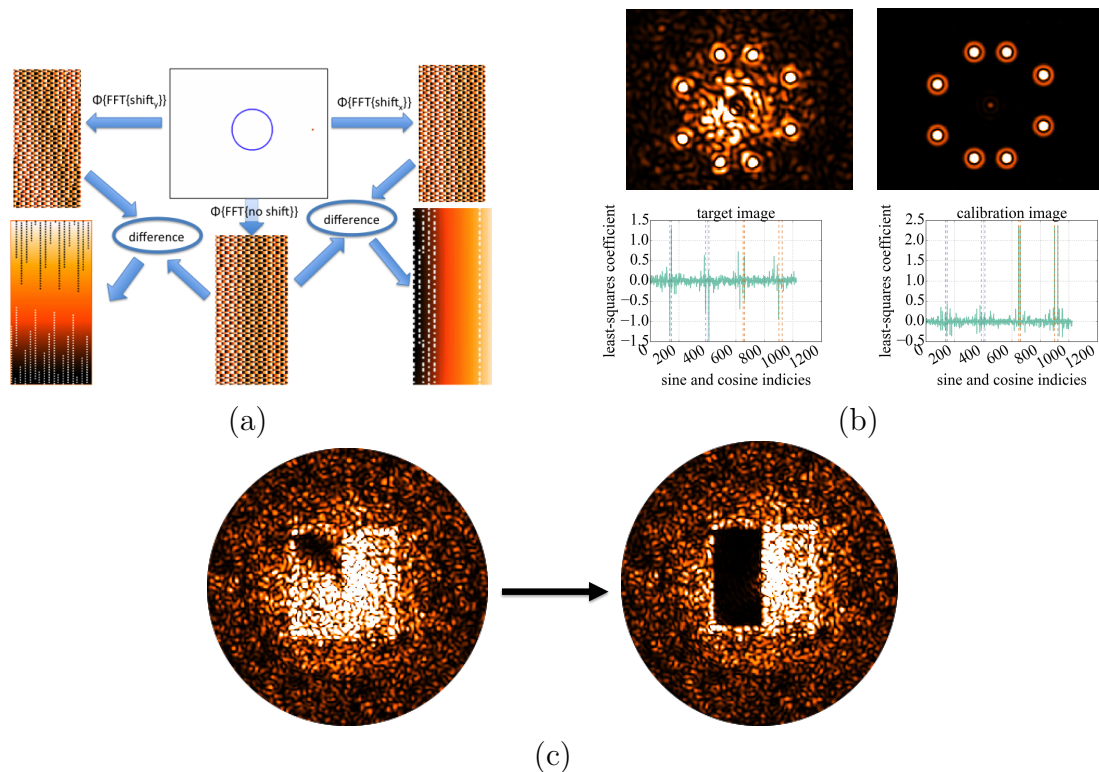 Φ{FFT{shift_y}}
Φ{FFT{shift_x}}
Φ{FFT{no shift}}
difference
difference
(a)
target image
least-squares coefficient
1.5
1.0
0.5
0.0
−0.5
−1.0
−1.5
0 200 400 600 800 1000 1200
sine and cosine indicies
calibration image
least-squares coefficient
2.5
2.0
1.5
1.0
0.5
0.0
−0.5
0 200 400 600 800 1000 1200
sine and cosine indicies
(b)
(c)